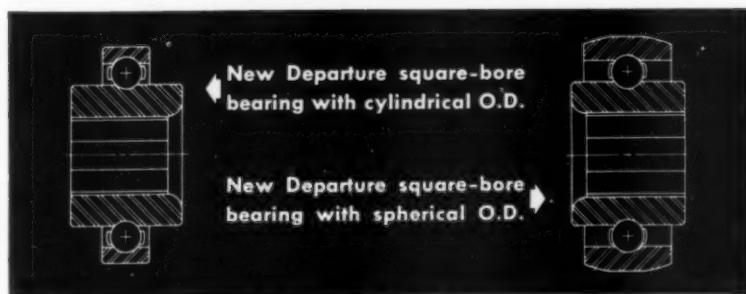 New Departure square-bore
bearing with cylindrical O.D.
New Departure square-bore
bearing with spherical O.D.